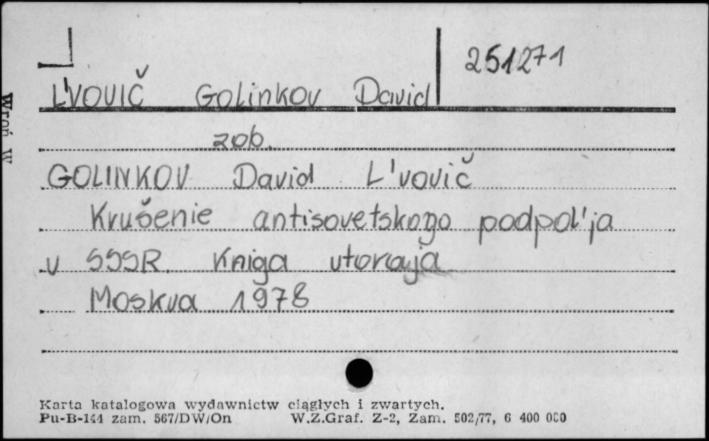 251271
L'VOVIČ Golinkov David
zob.
GOLINKOV David L'vovič
Krušenie antisovetskogo podpol'ja
v SSSR. Kniga vtoraja
Moskva 1978
Karta katalogowa wydawnictw ciągłych i zwartych.
Pu-B-144 zam. 567/DW/On W.Z.Graf. Z-2, Zam. 502/77, 6 400 000